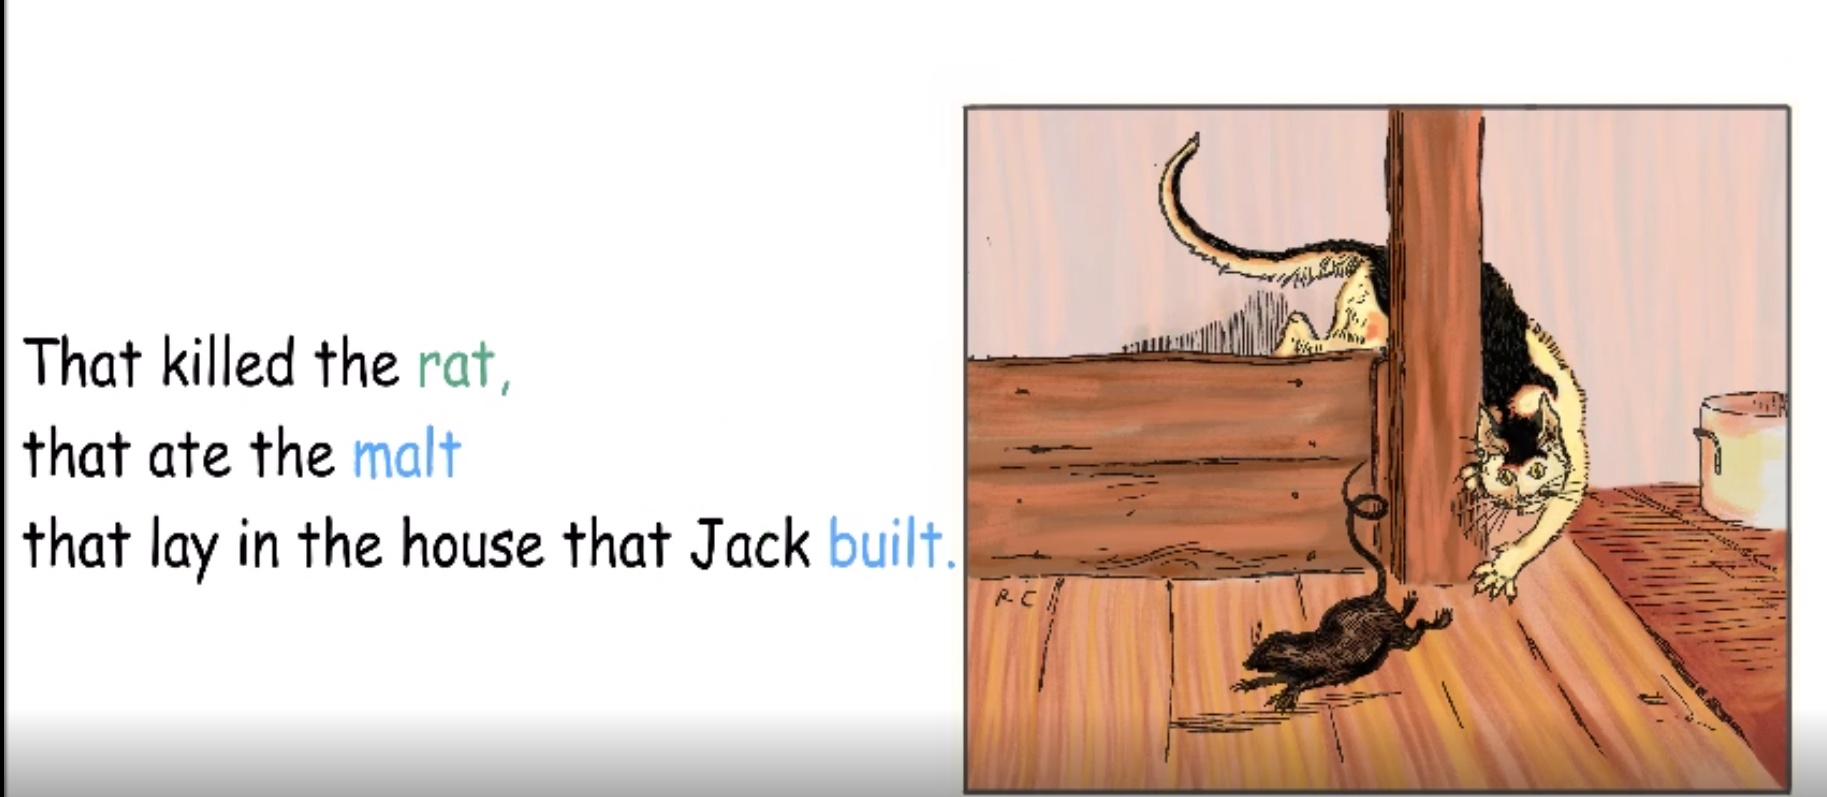 That killed the rat,
that ate the malt
that lay in the house that Jack built.
R C